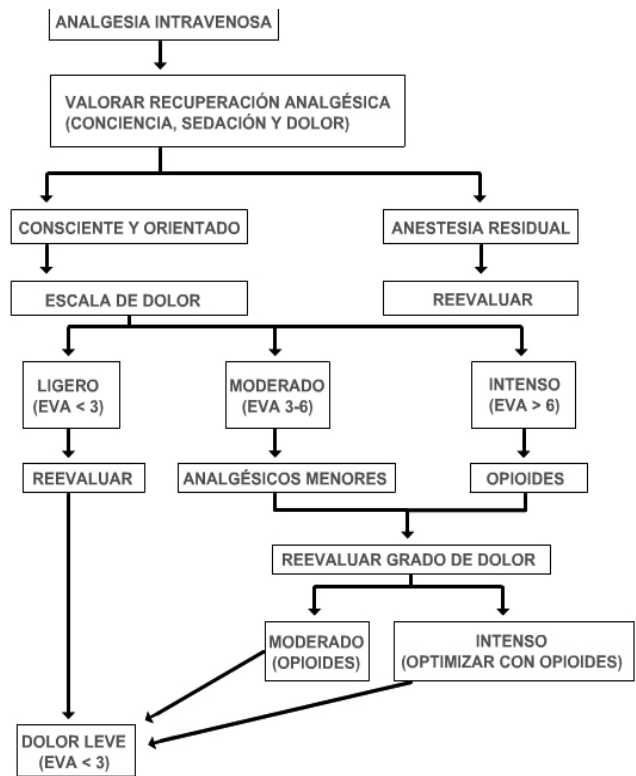 ANALGESIA INTRAVENOSA
VALORAR RECUPERACIÓN ANALGÉSICA
(CONCIENCIA, SEDACIÓN Y DOLOR)
CONSCIENTE Y ORIENTADO
ANESTESIA RESIDUAL
ESCALA DE DOLOR
REEVALUAR
LIGERO
(EVA < 3)
MODERADO
(EVA 3-6)
INTENSO
(EVA > 6)
REEVALUAR
ANALGÉSICOS MENORES
OPIOIDES
REEVALUAR GRADO DE DOLOR
MODERADO
(OPIOIDES)
INTENSO
(OPTIMIZAR CON OPIOIDES)
DOLOR LEVE
(EVA < 3)